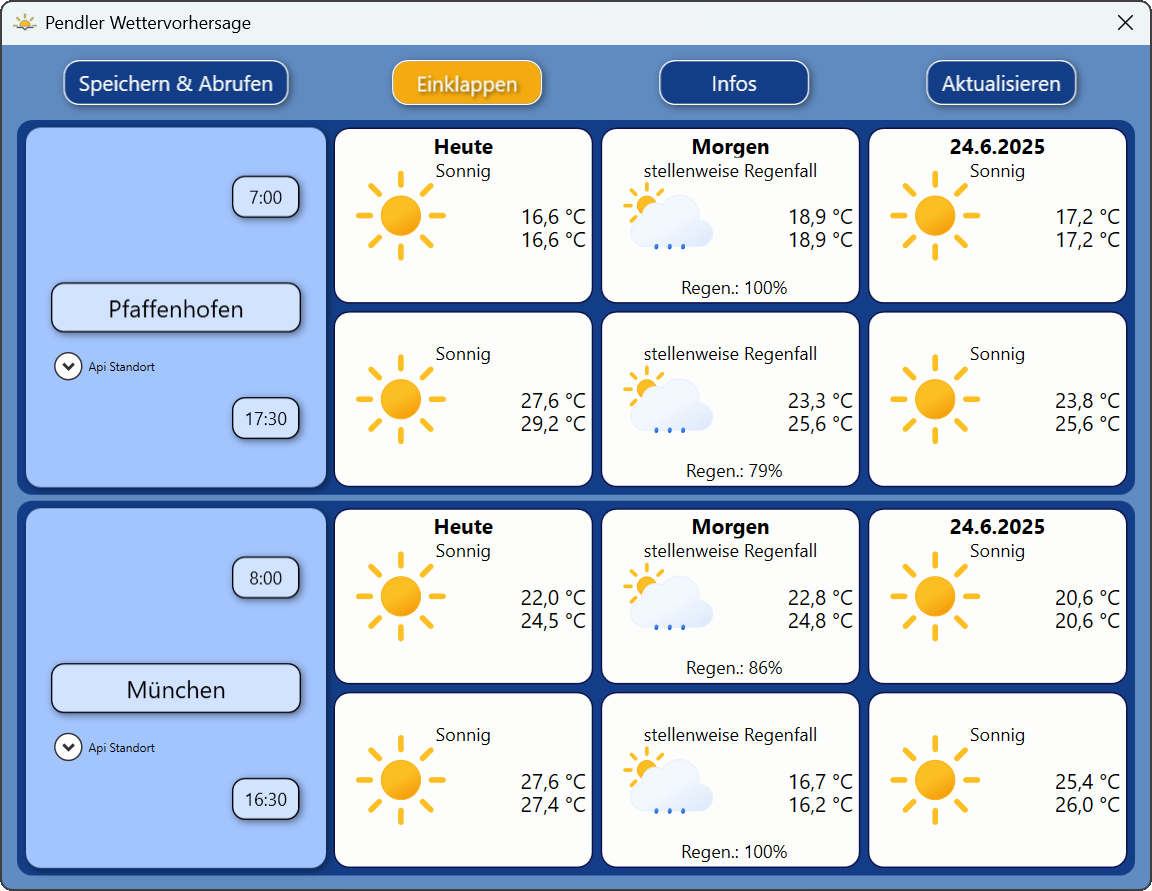 Pendler Wettervorhersage
Speichern & Abrufen
Einklappen
Infos
Aktualisieren
7:00
Pfaffenhofen
Api Standort
17:30
Heute
Sonnig
16,6 °C
16,6 °C
Morgen
stellenweise Regenfall
18,9 °C
18,9 °C
Regen.: 100%
24.6.2025
Sonnig
17,2 °C
17,2 °C
Sonnig
27,6 °C
29,2 °C
stellenweise Regenfall
23,3 °C
25,6 °C
Regen.: 79%
Sonnig
23,8 °C
25,6 °C
8:00
München
Api Standort
16:30
Heute
Sonnig
22,0 °C
24,5 °C
Morgen
stellenweise Regenfall
22,8 °C
24,8 °C
Regen.: 86%
24.6.2025
Sonnig
20,6 °C
20,6 °C
Sonnig
27,6 °C
27,4 °C
stellenweise Regenfall
16,7 °C
16,2 °C
Regen.: 100%
Sonnig
25,4 °C
26,0 °C